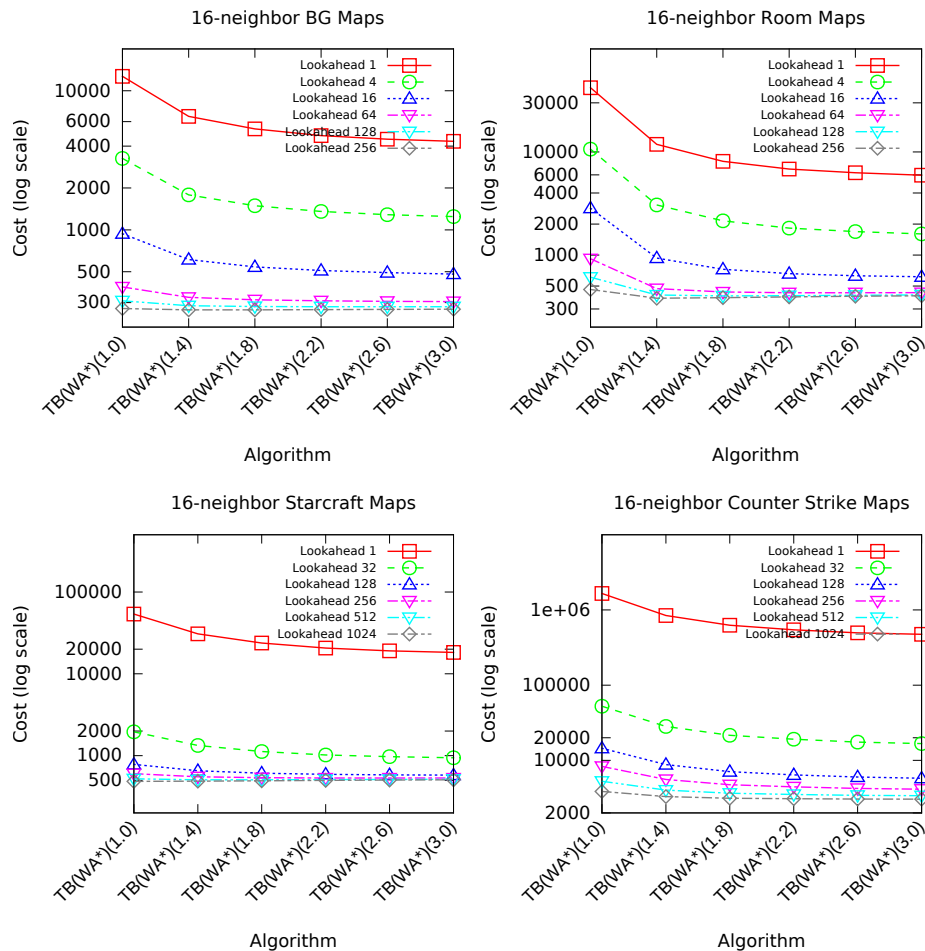 16-neighbor BG Maps
Cost (log scale)
10000
6000
4000
2000
1000
500
300
Lookahead 1
Lookahead 4
Lookahead 16
Lookahead 64
Lookahead 128
Lookahead 256
TB(WA*)(1.0)
TB(WA*)(1.4)
TB(WA*)(1.8)
TB(WA*)(2.2)
TB(WA*)(2.6)
TB(WA*)(3.0)
Algorithm
16-neighbor Room Maps
Cost (log scale)
30000
10000
6000
4000
2000
1000
500
300
Lookahead 1
Lookahead 4
Lookahead 16
Lookahead 64
Lookahead 128
Lookahead 256
TB(WA*)(1.0)
TB(WA*)(1.4)
TB(WA*)(1.8)
TB(WA*)(2.2)
TB(WA*)(2.6)
TB(WA*)(3.0)
Algorithm
16-neighbor Starcraft Maps
Cost (log scale)
100000
20000
10000
2000
1000
500
Lookahead 1
Lookahead 32
Lookahead 128
Lookahead 256
Lookahead 512
Lookahead 1024
TB(WA*)(1.0)
TB(WA*)(1.4)
TB(WA*)(1.8)
TB(WA*)(2.2)
TB(WA*)(2.6)
TB(WA*)(3.0)
Algorithm
16-neighbor Counter Strike Maps
Cost (log scale)
1e+06
100000
20000
10000
2000
Lookahead 1
Lookahead 32
Lookahead 128
Lookahead 256
Lookahead 512
Lookahead 1024
TB(WA*)(1.0)
TB(WA*)(1.4)
TB(WA*)(1.8)
TB(WA*)(2.2)
TB(WA*)(2.6)
TB(WA*)(3.0)
Algorithm